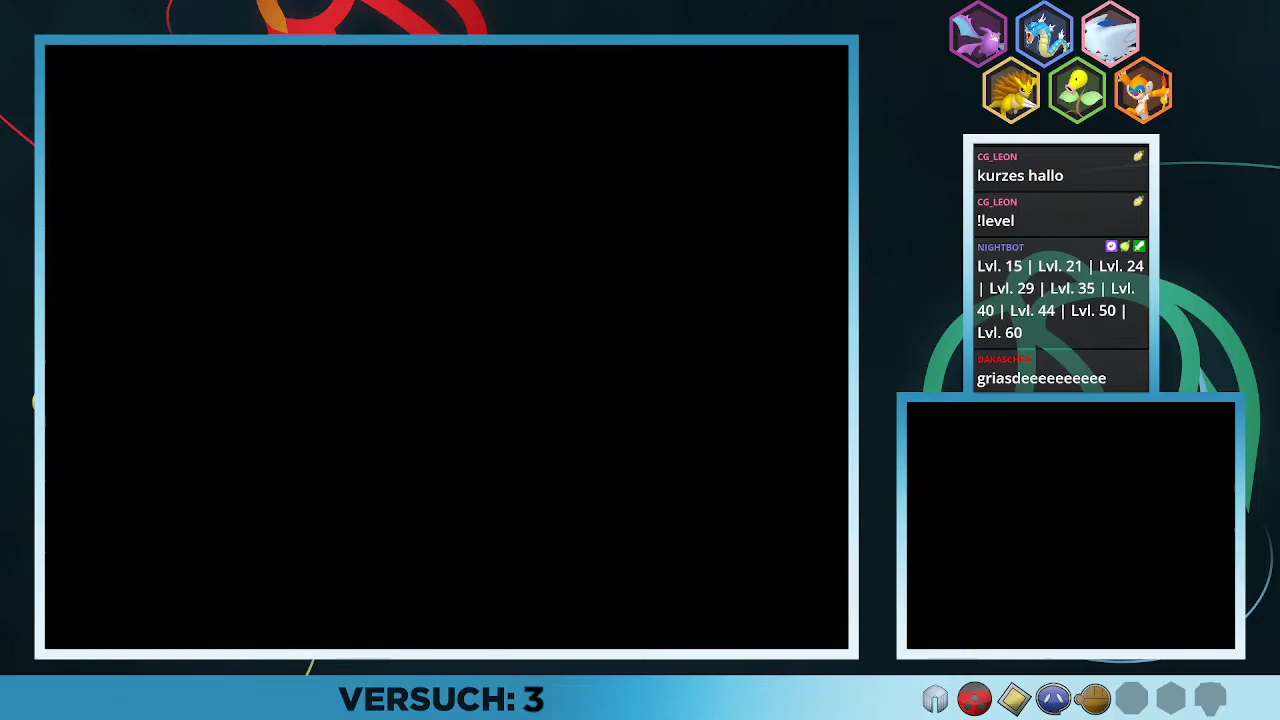 CG_LEON
kurzes hallo
CG_LEON
!level
NIGHTBOT
Lvl. 15 | Lvl. 21 | Lvl. 24
| Lvl. 29 | Lvl. 35 | Lvl.
40 | Lvl. 44 | Lvl. 50 |
Lvl. 60
griasdeeeeeeeeee
VERSUCH: 3